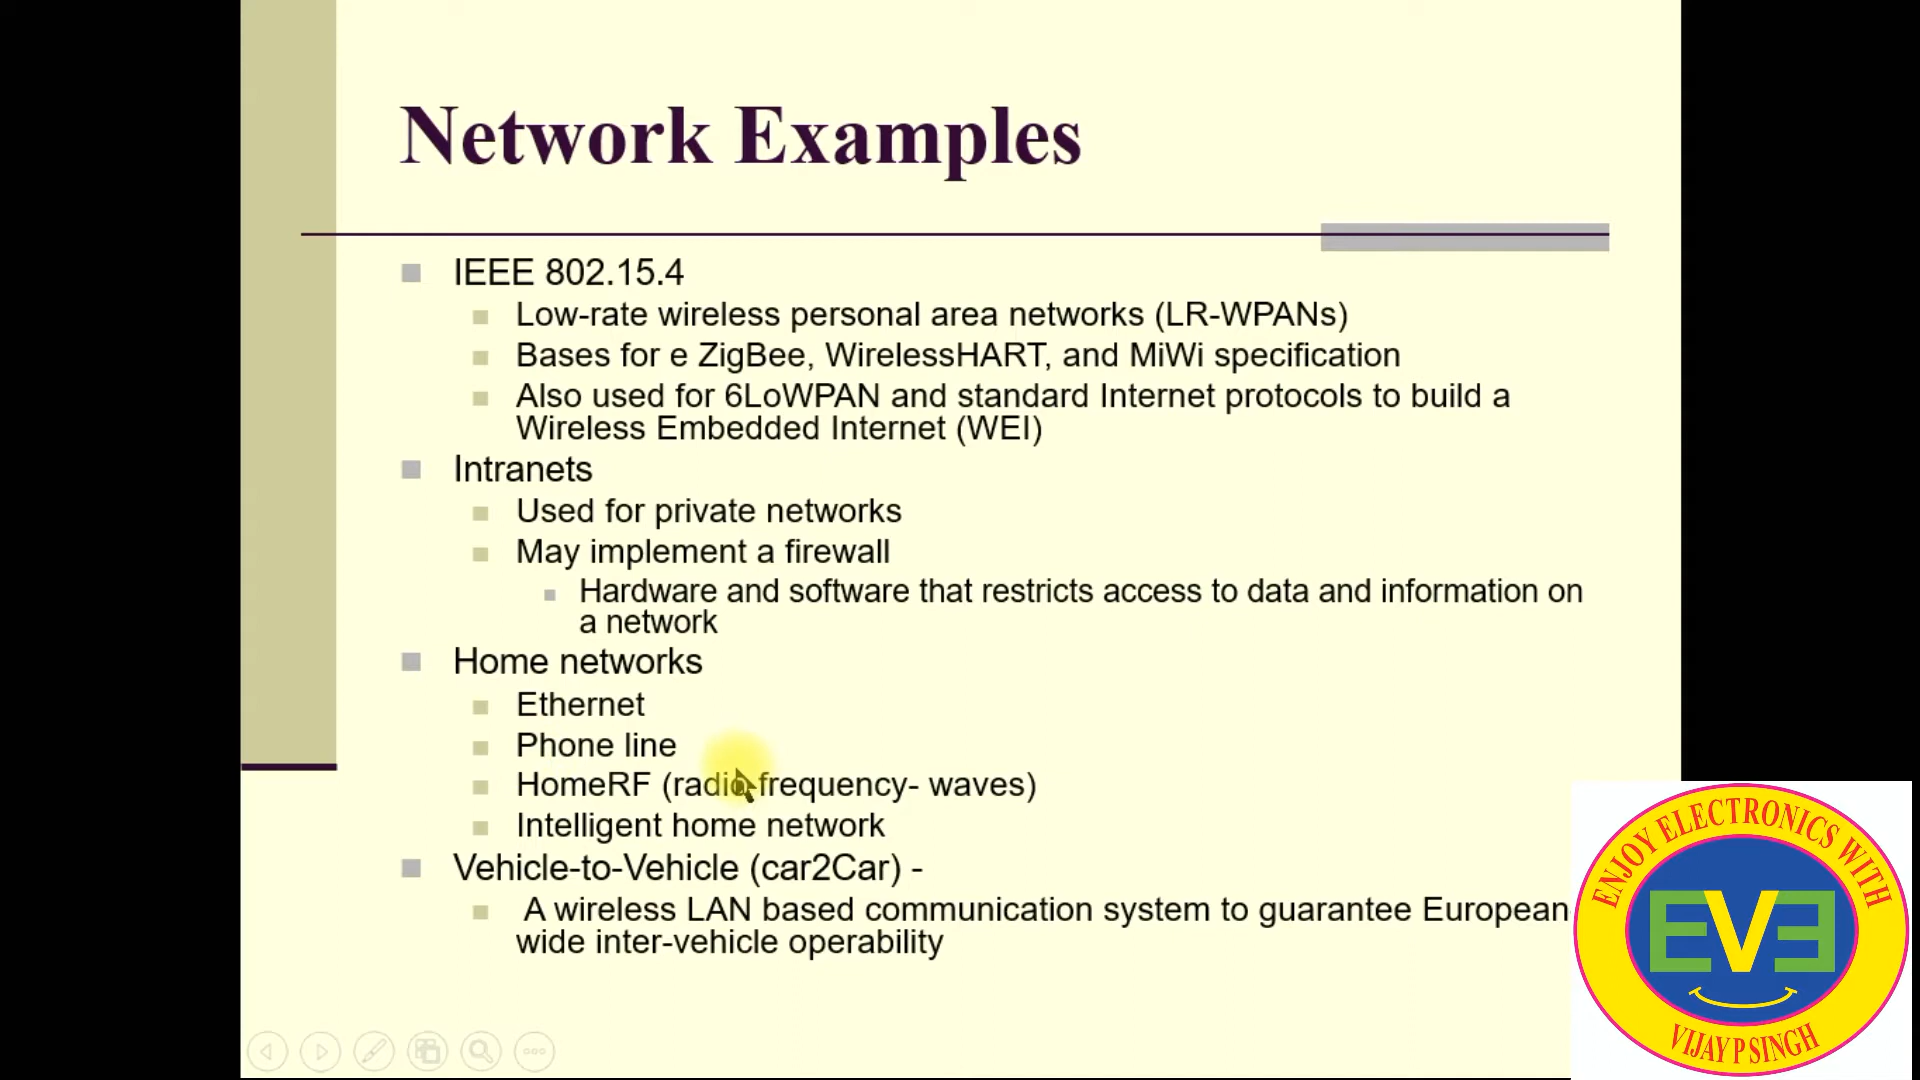 Network Examples
IEEE 802.15.4
Low-rate wireless personal area networks (LR-WPANs)
Bases for e ZigBee, WirelessHART, and MiWi specification
Also used for 6LoWPAN and standard Internet protocols to build a
Wireless Embedded Internet (WEI)
Intranets
Used for private networks
May implement a firewall
Hardware and software that restricts access to data and information on
a network
Home networks
Ethernet
Phone line
HomeRF (radio frequency- waves)
Intelligent home network
Vehicle-to-Vehicle (car2Car) -
A wireless LAN based communication system to guarantee European
wide inter-vehicle operability
ENJOY ELECTRONICS WITH
EVE
VIJAY P SINGH